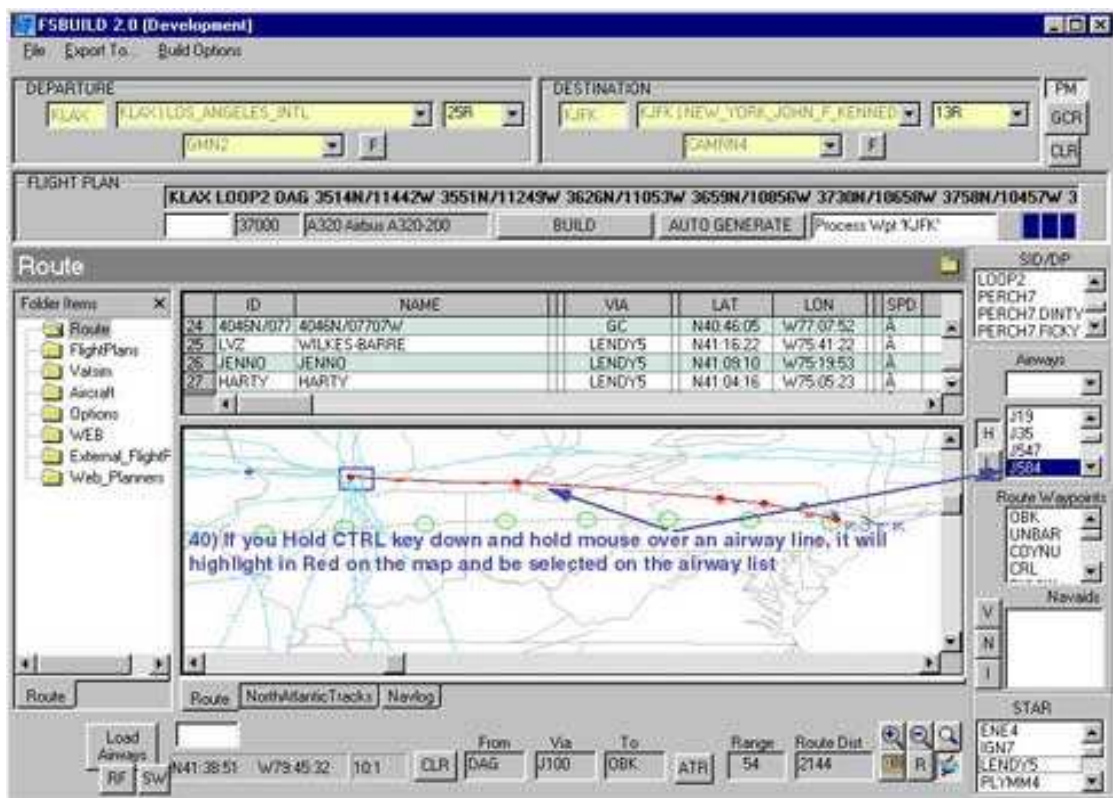 FSBUILD 2.0 (Development)
File Export To... Build Options
DEPARTURE
KLAX KLAX|LOS_ANGELES_INTL 25R
GMN2 F
DESTINATION
KJFK KJFK|NEW_YORK_JOHN_F_KENNED 13R
CAMRN4 F
PM
GCR
CLR
FLIGHT PLAN
KLAX LOOP2 DAG 3514N/11442W 3551N/11249W 3626N/11053W 3659N/10856W 3730N/10658W 3758N/10457W 3
37000 A320 Airbus A320-200 BUILD AUTO GENERATE Process Wpt 'KJFK'
Route
Folder Items ×
Route
FlightPlans
Vatsim
Aircraft
Options
WEB
External_FlightF
Web_Planners
Route
ID NAME VIA LAT LON SPD
24 4046N/077 4046N/07707W GC N40:46:05 W77:07:52 A
25 LVZ WILKES-BARRE LENDY5 N41:16:22 W75:41:22 A
26 JENNO JENNO LENDY5 N41:09:10 W75:19:53 A
27 HARTY HARTY LENDY5 N41:04:16 W75:05:23 A
40) If you Hold CTRL key down and hold mouse over an airway line, it will
highlight in Red on the map and be selected on the airway list
Route NorthAtlanticTracks Navlog
SID/DP
LOOP2
PERCH7
PERCH7.DINTY
PERCH7.FICKY
Airways
J19
J35
J547
J584
H
L
Route Waypoints
OBK
UNBAR
COYNU
CRL
Navaids
V
N
I
STAR
ENE4
IGN7
LENDY5
PLYMM4
Load
Airways
RF SW
N41:38:51 W79:45:32 10:1 CLR
From Via To
DAG J100 OBK
ATR
Range Route Dist
54 2144
R